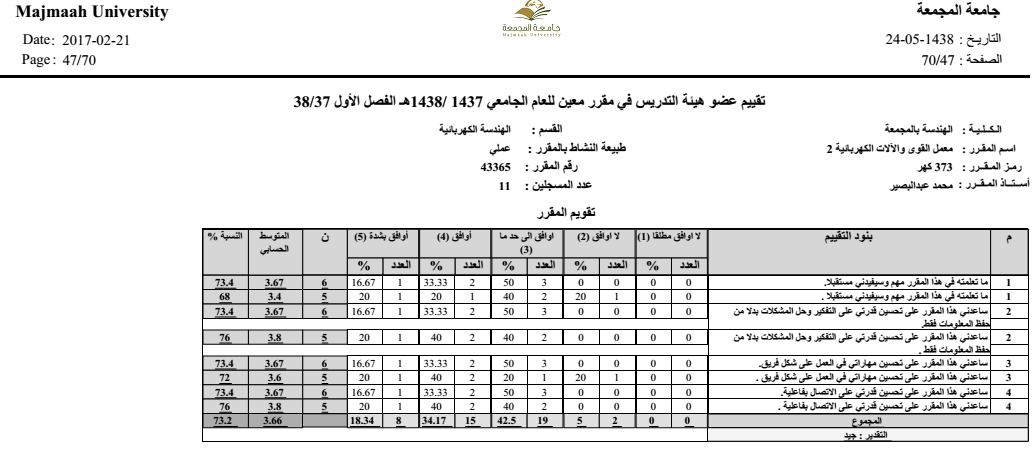 Majmaah University جامعة المجمعة
جامعة المجمعة
Majmaah University
Date: 2017-02-21 التاريخ : 1438-05-24
Page: 47/70 الصفحة : 70/47
تقييم عضو هيئة التدريس في مقرر معين للعام الجامعي 1437 /1438هـ الفصل الأول 38/37
الكـلـيـة : الهندسة بالمجمعة القسم : الهندسة الكهربائية
اسم المقـرر : معمل القوى والآلات الكهربائية 2 طبيعة النشاط بالمقرر : عملي
رمـز المـقــرر : 373 كهر رقم المقرر : 43365
أسـتـاذ المـقـرر : محمد عبدالبصير عدد المسجلين : 11
تقويم المقرر
م بنود التقييم لا اوافق مطلقا (1) لا اوافق (2) اوافق الى حد ما (3) أوافق (4) أوافق بشدة (5) ن المتوسط الحسابي النسبة %
العدد % العدد % العدد % العدد % العدد %
1 ما تعلمته في هذا المقرر مهم وسيفيدني مستقبلا. 0 0 0 0 3 50 2 33.33 1 16.67 6 3.67 73.4
1 ما تعلمته في هذا المقرر مهم وسيفيدني مستقبلا . 0 0 1 20 2 40 1 20 1 20 5 3.4 68
2 ساعدني هذا المقرر على تحسين قدرتي على التفكير وحل المشكلات بدلا من 0 0 0 0 3 50 2 33.33 1 16.67 6 3.67 73.4
حفظ المعلومات فقط.
2 ساعدني هذا المقرر على تحسين قدرتي على التفكير وحل المشكلات بدلا من 0 0 0 0 2 40 2 40 1 20 5 3.8 76
حفظ المعلومات فقط .
3 ساعدني هذا المقرر على تحسين مهاراتي في العمل على شكل فريق. 0 0 0 0 3 50 2 33.33 1 16.67 6 3.67 73.4
3 ساعدني هذا المقرر على تحسين مهاراتي في العمل على شكل فريق . 0 0 1 20 1 20 2 40 1 20 5 3.6 72
4 ساعدني هذا المقرر على تحسين قدرتي على الاتصال بفاعلية. 0 0 0 0 3 50 2 33.33 1 16.67 6 3.67 73.4
4 ساعدني هذا المقرر على تحسين قدرتي على الاتصال بفاعلية . 0 0 0 0 2 40 2 40 1 20 5 3.8 76
المجموع 0 0 2 5 19 42.5 15 34.17 8 18.34 3.66 73.2
التقدير : جيد